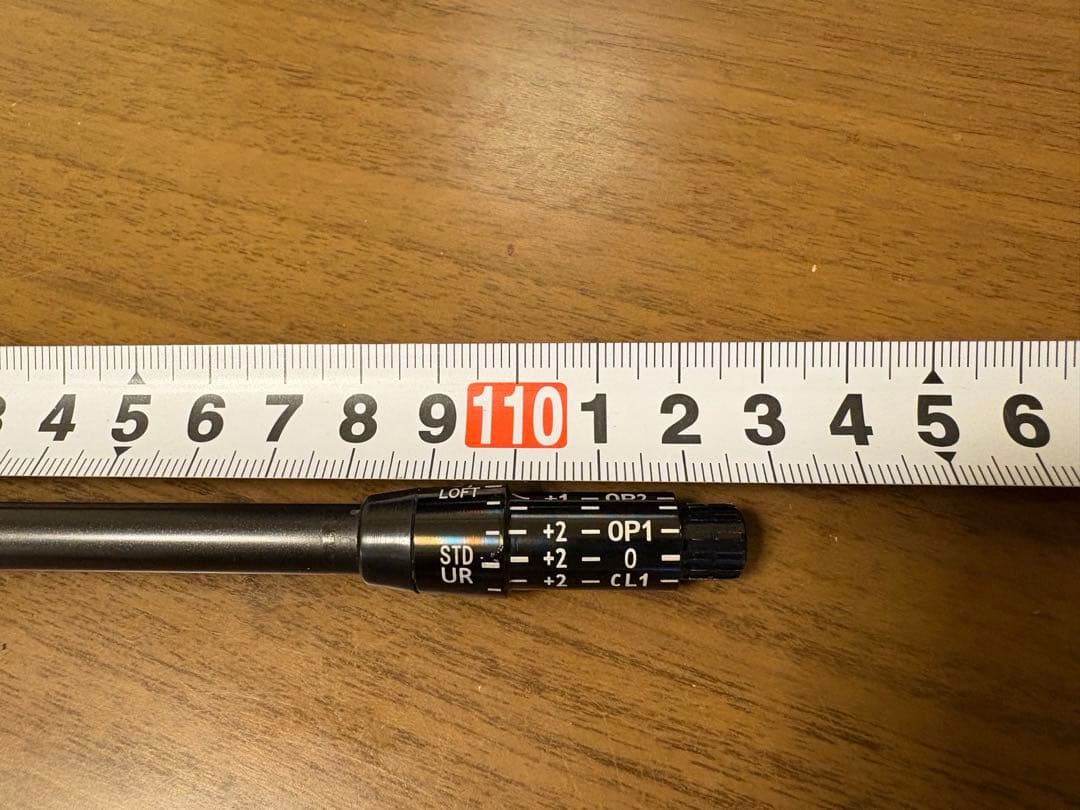 4 5 6 7 8 9 110 1 2 3 4 5 6
LOFT +1 OP2
+2 OP1
STD +2 0
UR +2 CL1